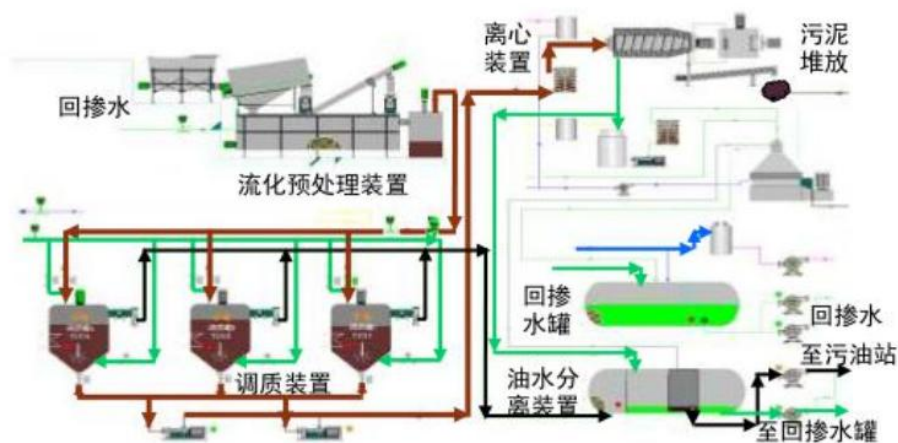 离心
装置
污泥
堆放
回掺水
流化预处理装置
回掺
水罐
回掺水
至污油站
调质装置
油水分
离装置
至回掺水罐